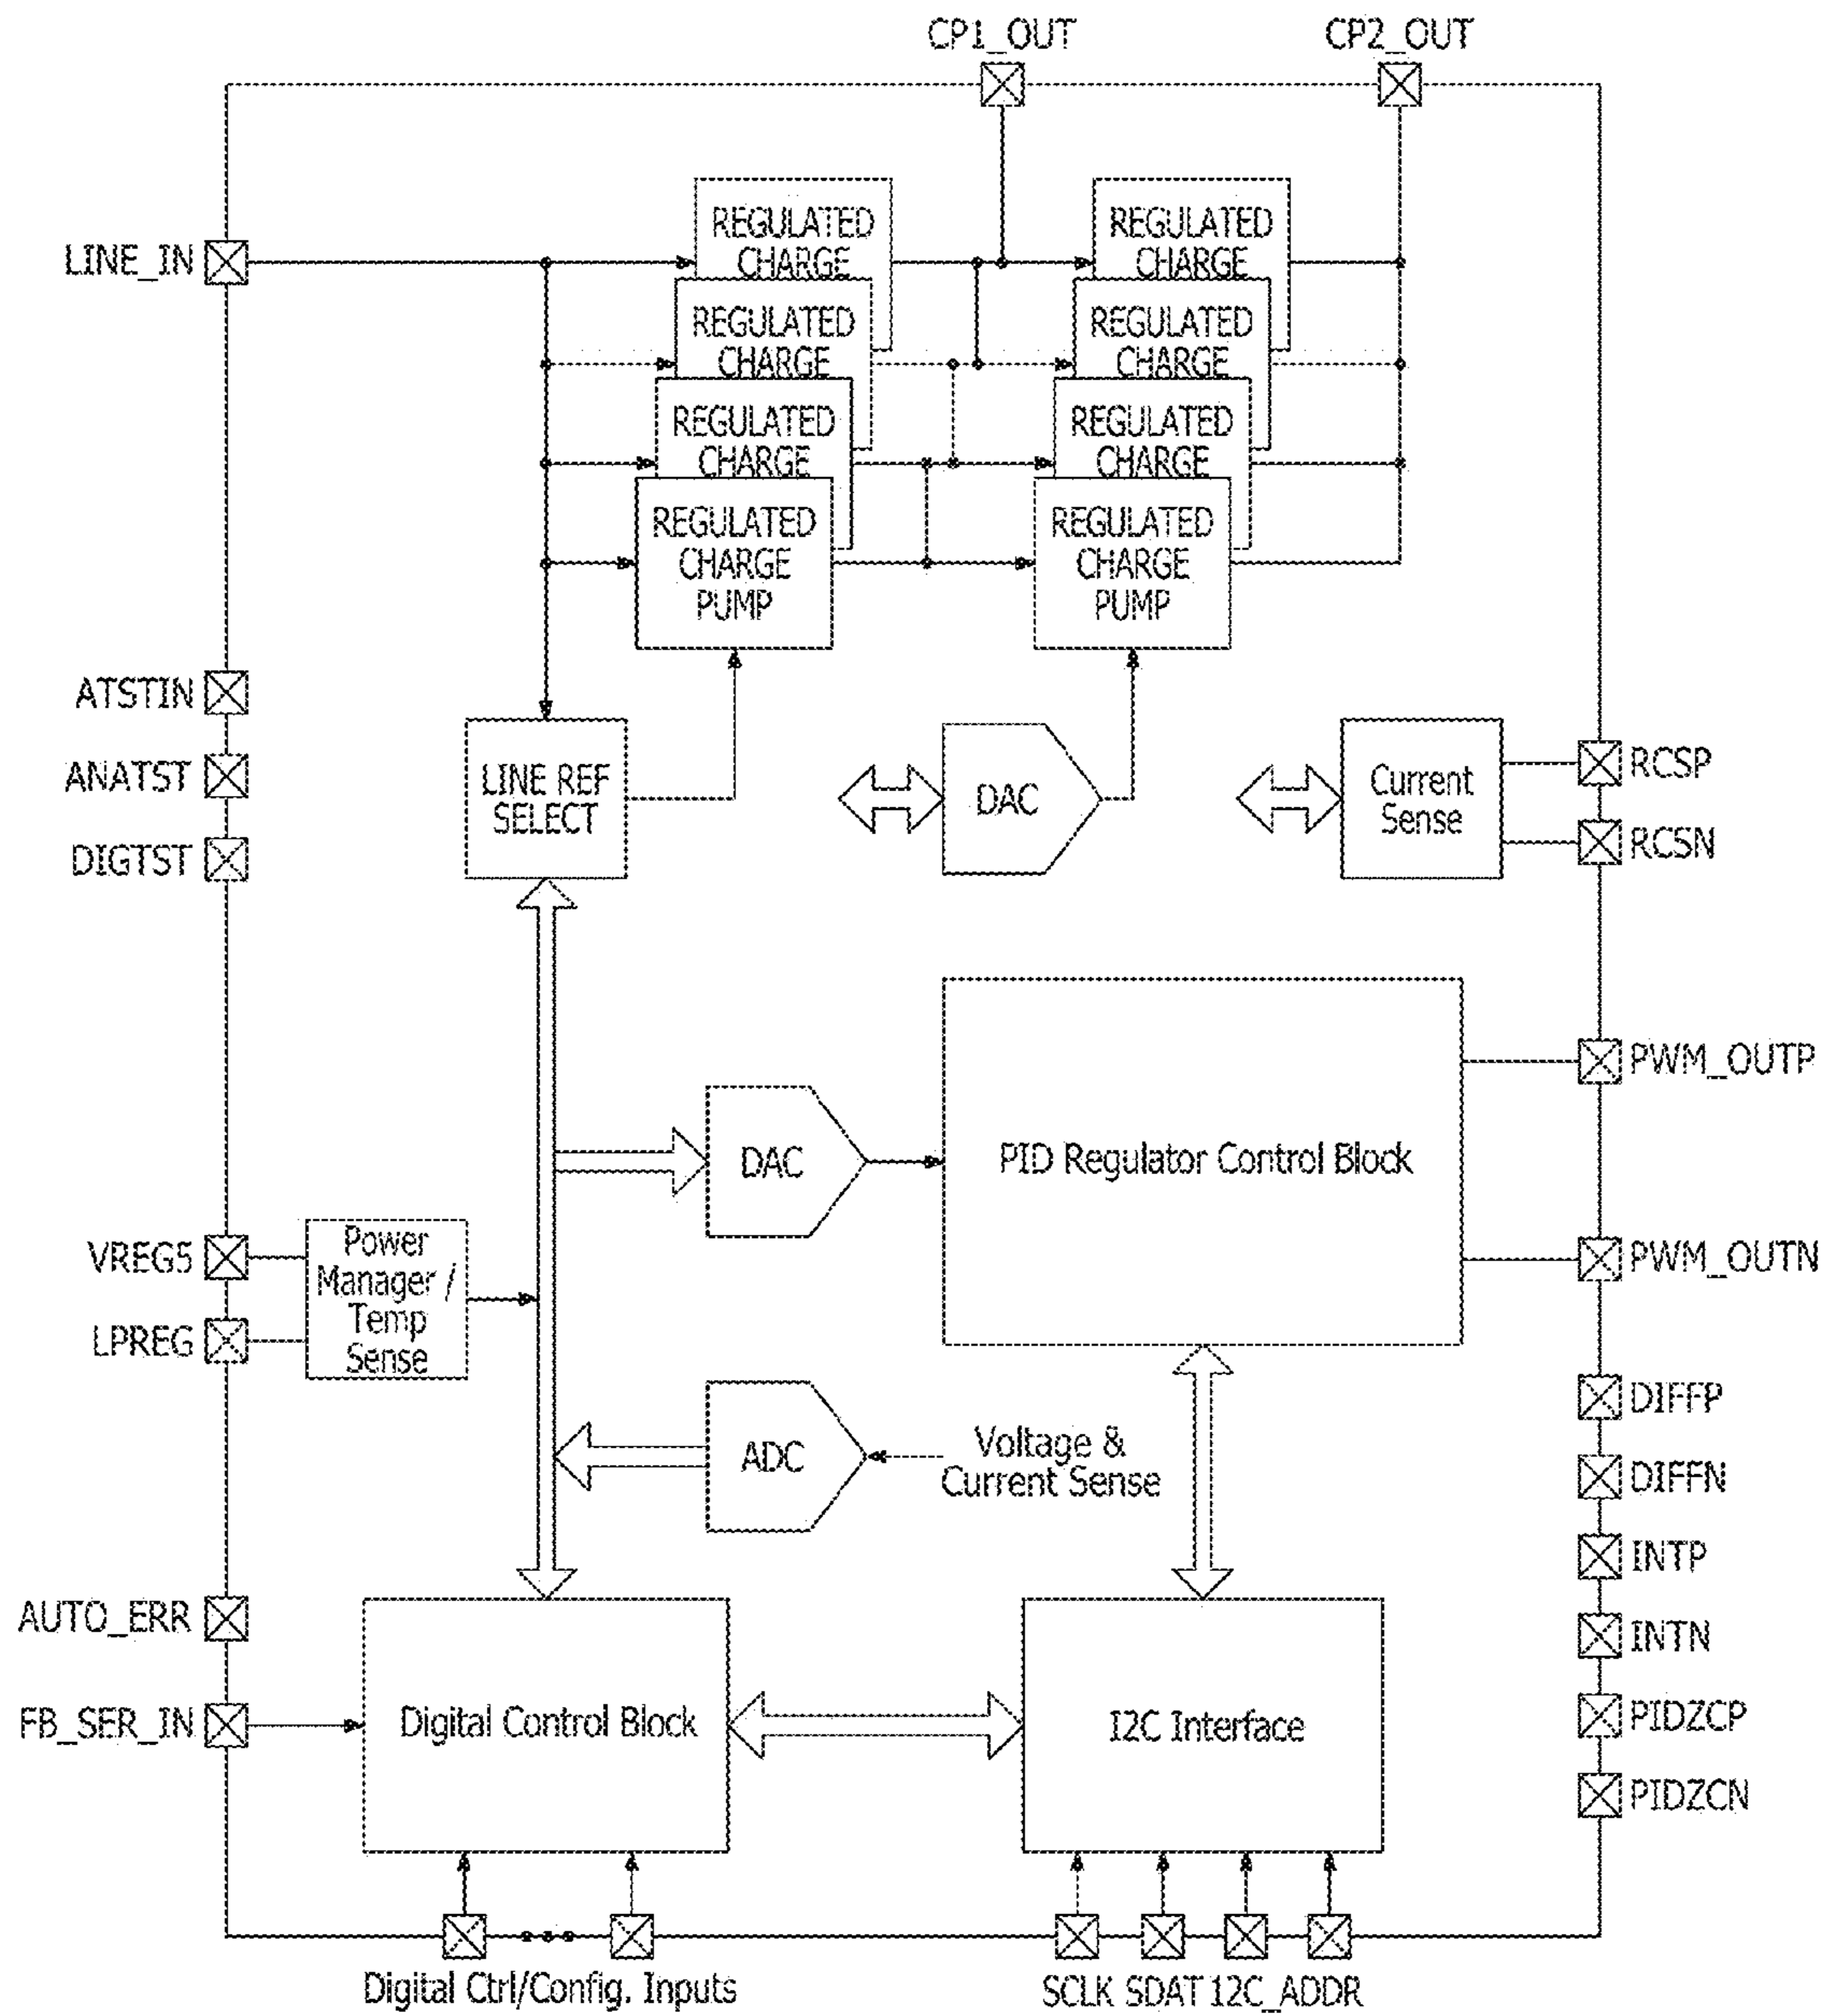 CP1_OUT
CP2_OUT
LINE_IN
REGULATED
CHARGE
REGULATED
CHARGE
REGULATED
CHARGE
REGULATED
CHARGE
PUMP
REGULATED
CHARGE
REGULATED
CHARGE
REGULATED
CHARGE
REGULATED
CHARGE
PUMP
ATSTIN
ANATST
DIGTST
LINE REF
SELECT
DAC
Current
Sense
RCSP
RCSN
PWM_OUTP
DAC
PID Regulator Control Block
VREG5
LPREG
Power
Manager /
Temp
Sense
PWM_OUTN
ADC
Voltage &
Current Sense
DIFFP
DIFFN
INTP
INTN
PIDZCP
PIDZCN
AUTO_ERR
FB_SER_IN
Digital Control Block
I2C Interface
Digital Ctrl/Config. Inputs
SCLK SDAT I2C_ADDR